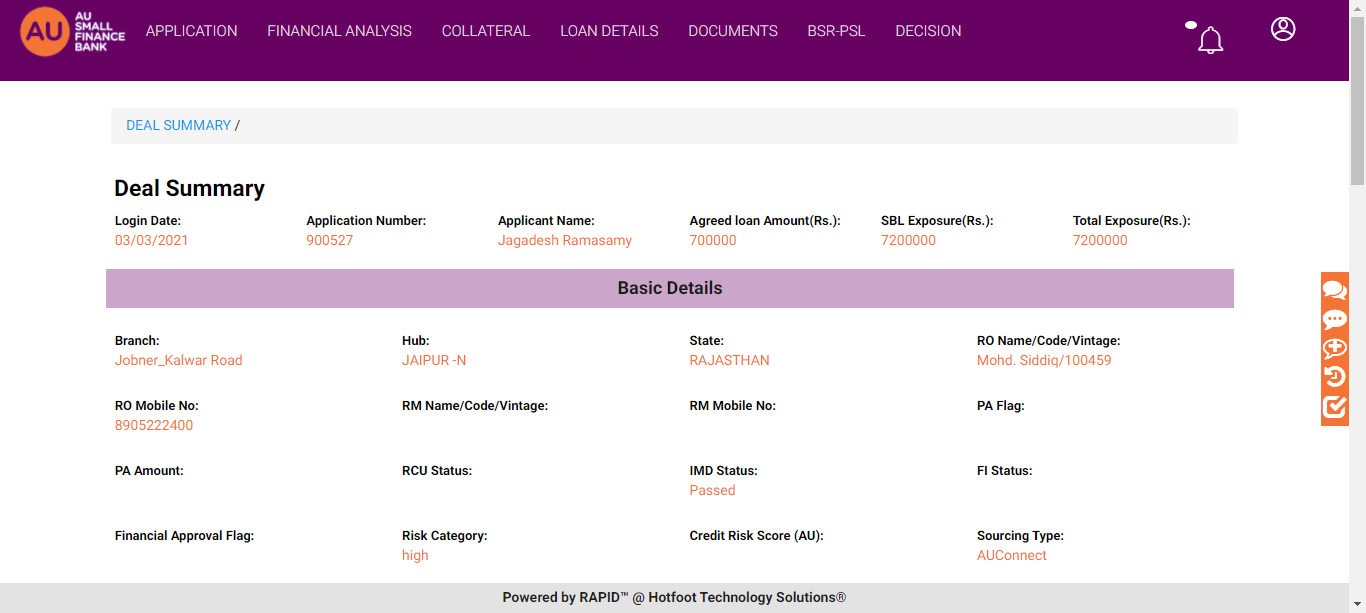 AU
AU
SMALL
FINANCE
BANK
APPLICATION FINANCIAL ANALYSIS COLLATERAL LOAN DETAILS DOCUMENTS BSR-PSL DECISION
DEAL SUMMARY /
Deal Summary
Login Date: Application Number: Applicant Name: Agreed loan Amount(Rs.): SBL Exposure(Rs.): Total Exposure(Rs.):
03/03/2021 900527 Jagadesh Ramasamy 700000 7200000 7200000
Basic Details
Branch: Hub: State: RO Name/Code/Vintage:
Jobner_Kalwar Road JAIPUR -N RAJASTHAN Mohd. Siddiq/100459
RO Mobile No: RM Name/Code/Vintage: RM Mobile No: PA Flag:
8905222400
PA Amount: RCU Status: IMD Status: FI Status:
Passed
Financial Approval Flag: Risk Category: Credit Risk Score (AU): Sourcing Type:
high AUConnect
Powered by RAPID™ @ Hotfoot Technology Solutions®